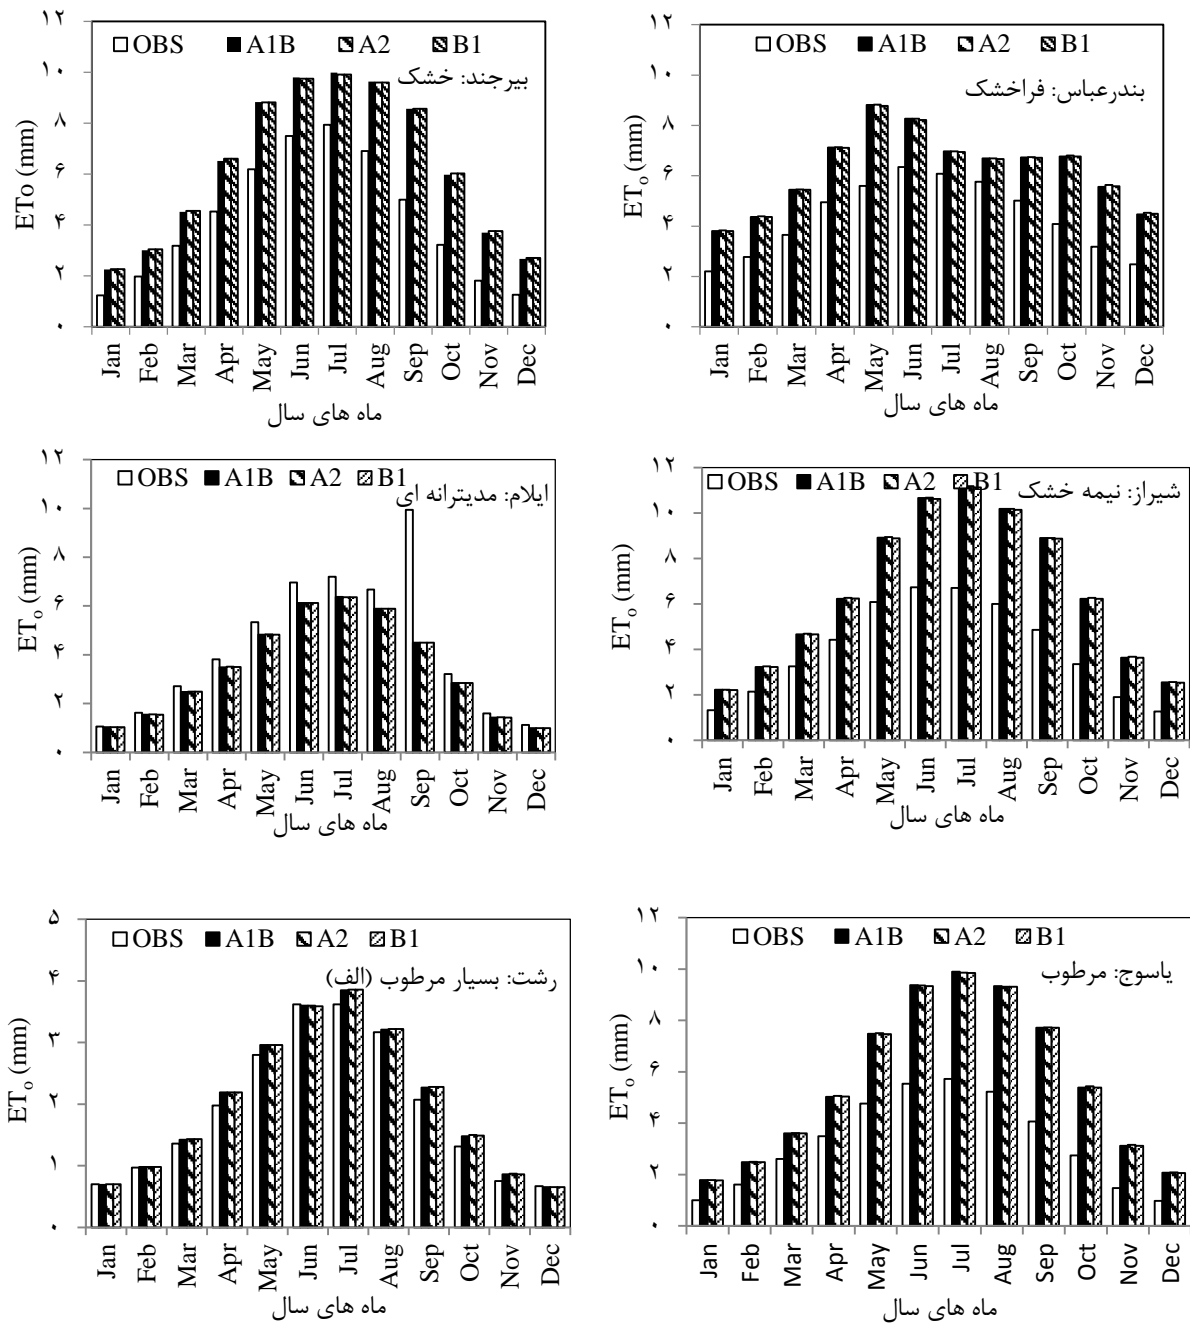 OBS A1B A2 B1
بیرجند: خشک
ETo (mm)
۱۲
۱۰
۸
۶
۴
۲
۰
Jan Feb Mar Apr May Jun Jul Aug Sep Oct Nov Dec
ماه های سال
OBS A1B A2 B1
بندرعباس: فراخشک
ETo (mm)
۱۲
۱۰
۸
۶
۴
۲
۰
Jan Feb Mar Apr May Jun Jul Aug Sep Oct Nov Dec
ماه های سال
OBS A1B A2 B1
ایلام: مدیترانه ای
ETo (mm)
۱۲
۱۰
۸
۶
۴
۲
۰
Jan Feb Mar Apr May Jun Jul Aug Sep Oct Nov Dec
ماه های سال
OBS A1B A2 B1
شیراز: نیمه خشک
ETo (mm)
۱۲
۱۰
۸
۶
۴
۲
۰
Jan Feb Mar Apr May Jun Jul Aug Sep Oct Nov Dec
ماه های سال
OBS A1B A2 B1
رشت: بسیار مرطوب (الف)
ETo (mm)
۵
۴
۳
۲
۱
۰
Jan Feb Mar Apr May Jun Jul Aug Sep Oct Nov Dec
ماه های سال
OBS A1B A2 B1
یاسوج: مرطوب
ETo (mm)
۱۲
۱۰
۸
۶
۴
۲
۰
Jan Feb Mar Apr May Jun Jul Aug Sep Oct Nov Dec
ماه های سال